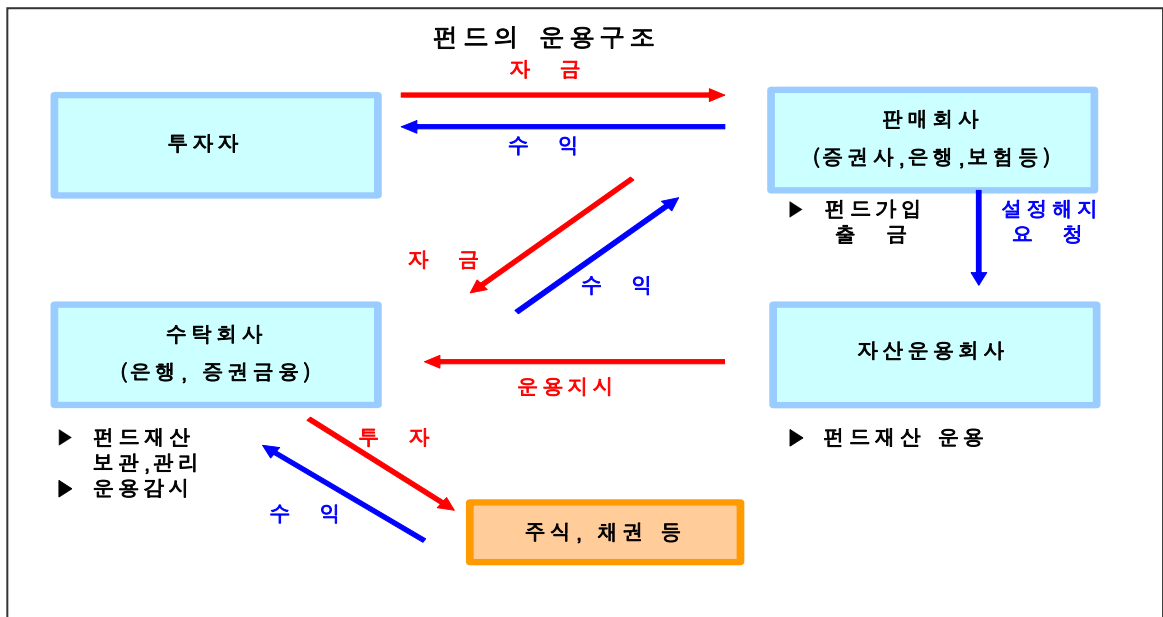 펀드의 운용구조
자 금
투자자
수 익
판매회사
(증권사,은행,보험등)
▶ 펀드가입
출 금
설정해지
요 청
자 금
수 익
수탁회사
(은행, 증권금융)
자산운용회사
운용지시
▶ 펀드재산
보관,관리
▶ 운용감시
투 자
▶ 펀드재산 운용
수 익
주식, 채권 등